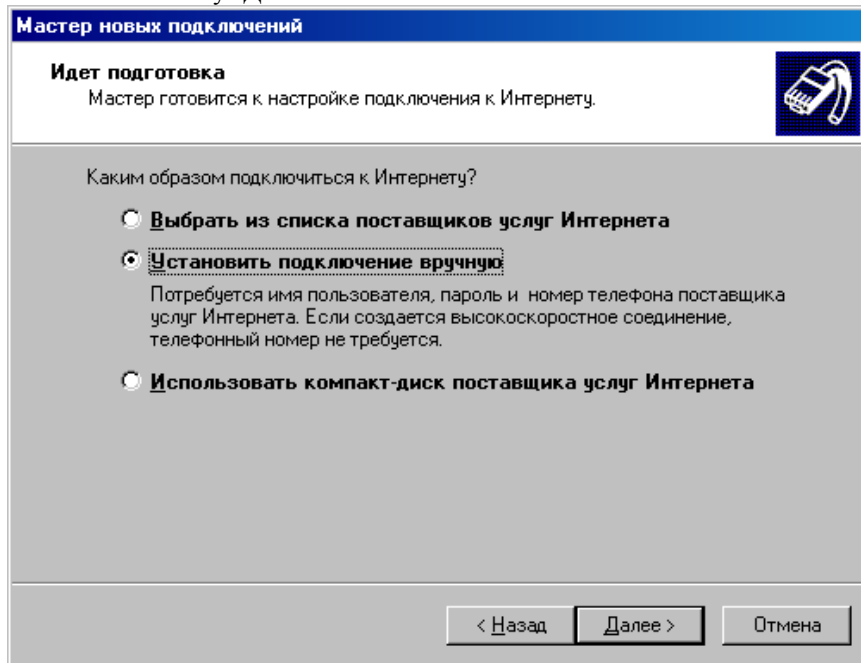 Мастер новых подключений
Идет подготовка
Мастер готовится к настройке подключения к Интернету.
Каким образом подключиться к Интернету?
Выбрать из списка поставщиков услуг Интернета
Установить подключение вручную
Потребуется имя пользователя, пароль и номер телефона поставщика
услуг Интернета. Если создается высокоскоростное соединение,
телефонный номер не требуется.
Использовать компакт-диск поставщика услуг Интернета
< Назад Далее > Отмена